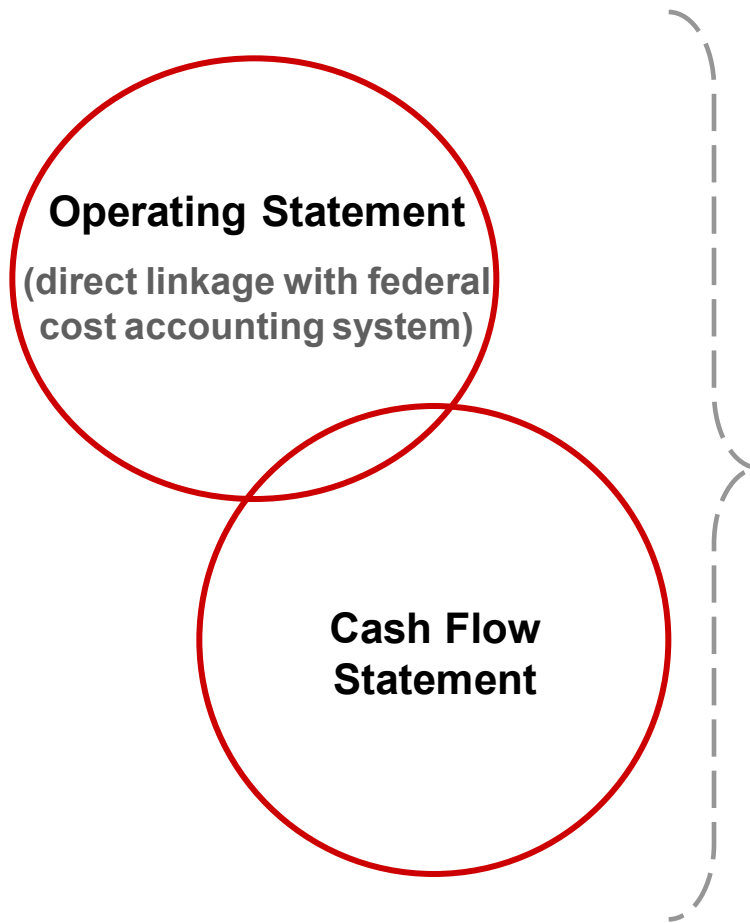 Operating Statement
(direct linkage with federal
cost accounting system)
Cash Flow
Statement